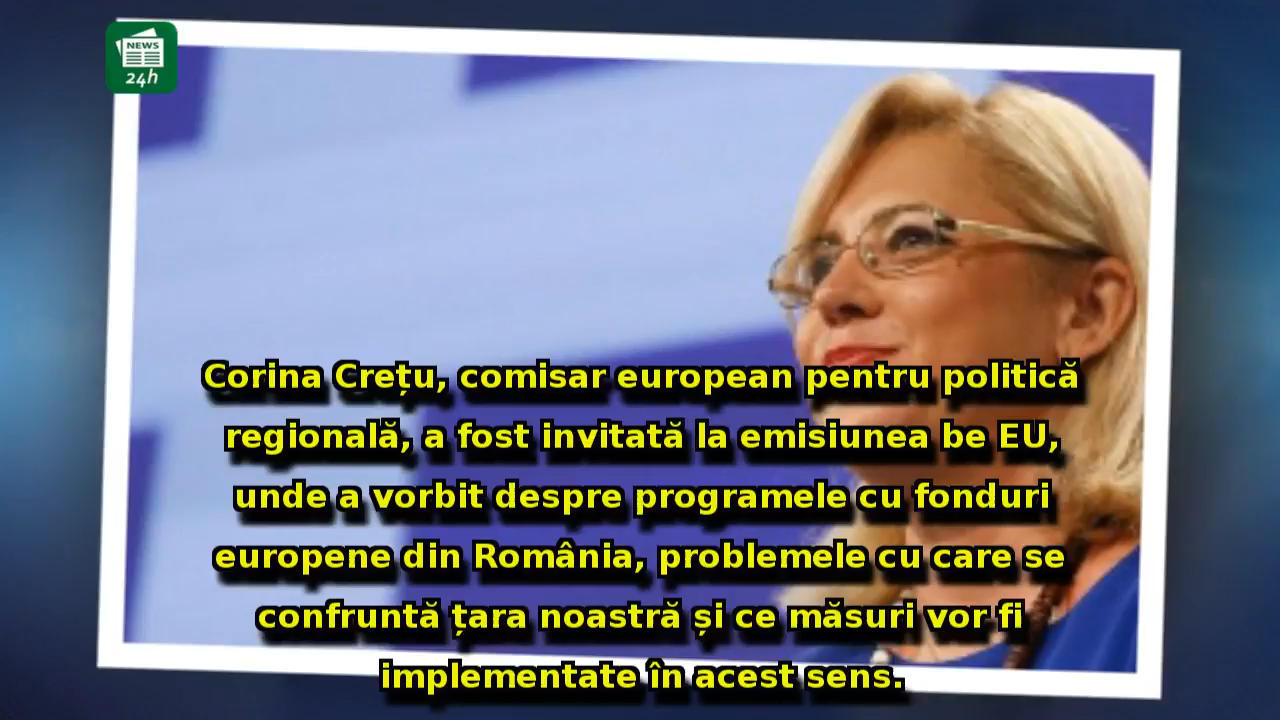 NEWS
24h
Corina Crețu, comisar european pentru politică
regională, a fost invitată la emisiunea be EU,
unde a vorbit despre programele cu fonduri
europene din România, problemele cu care se
confruntă țara noastră și ce măsuri vor fi
implementate în acest sens.